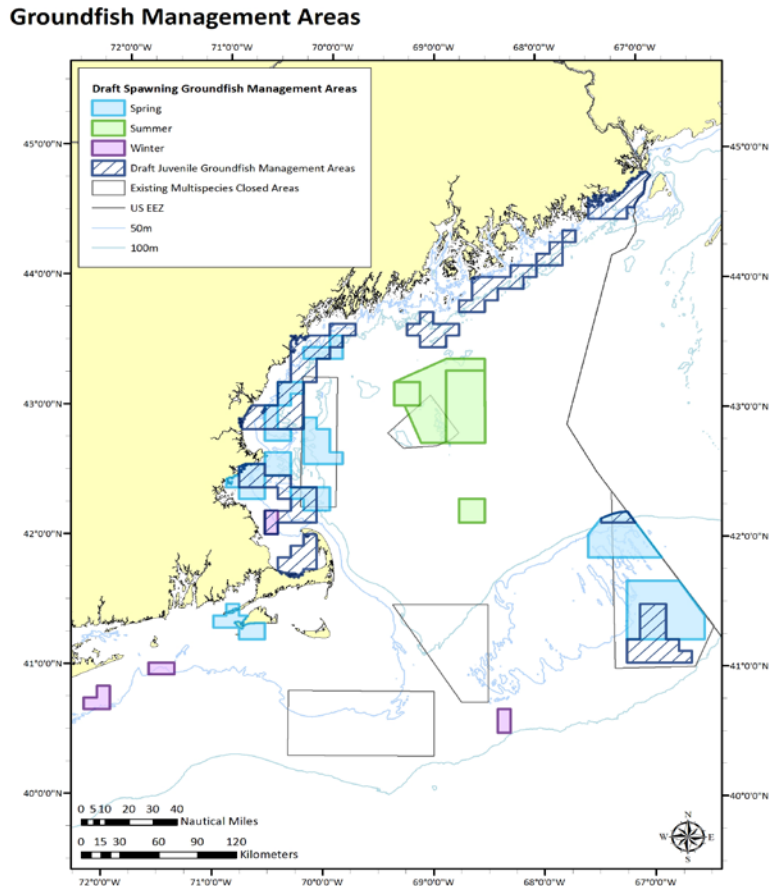 Groundfish Management Areas
72°0'0"W 71°0'0"W 70°0'0"W 69°0'0"W 68°0'0"W 67°0'0"W
Draft Spawning Groundfish Management Areas
Spring
Summer
Winter
Draft Juvenile Groundfish Management Areas
Existing Multispecies Closed Areas
US EEZ
50m
100m
45°0'0"N 45°0'0"N
44°0'0"N 44°0'0"N
43°0'0"N 43°0'0"N
42°0'0"N 42°0'0"N
41°0'0"N 41°0'0"N
40°0'0"N 40°0'0"N
0 5 10 20 30 40
Nautical Miles
0 15 30 60 90 120
Kilometers
N
W E
S
72°0'0"W 71°0'0"W 70°0'0"W 69°0'0"W 68°0'0"W 67°0'0"W